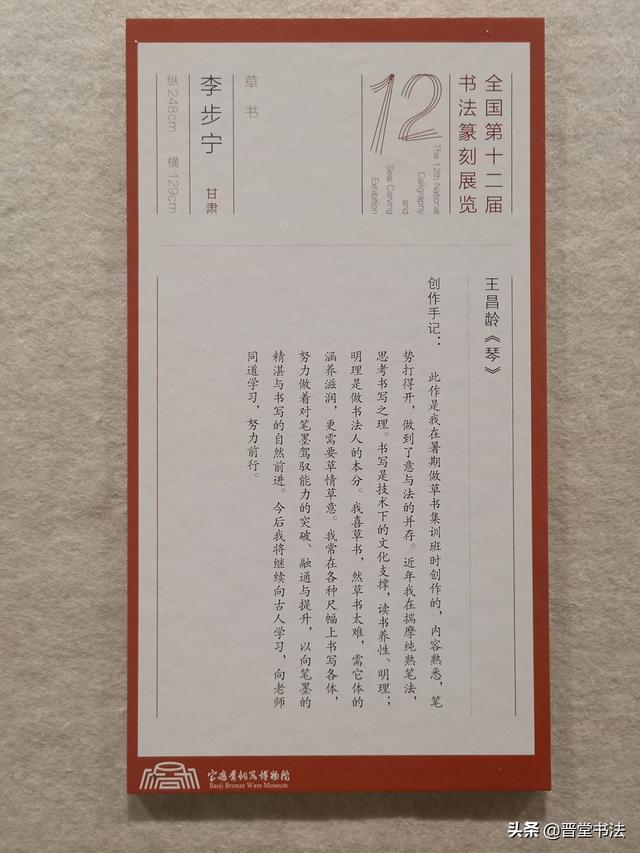 全国第十二届
书法篆刻展览
12
The 12th National
Calligraphy
and
Seal Carving
Exhibition
草书
李步宁 甘肃
纵 248cm 横 129cm
王昌龄《琴》
创作手记：
此作是我在暑期做草书集训班时创作的，内容熟悉，笔
势打得开，做到了意与法的并存。近年我在揣摩纯熟笔法，
思考书写之理。书写是技术下的文化支撑，读书养性、明理；
明理是做书法人的本分。我喜草书，然草书太难，需它体的
涵养滋润，更需要草情草意。我常在各种尺幅上书写各体，
努力做着对笔墨驾驭能力的突破、融通与提升，以向笔墨的
精湛与书写的自然前进。今后我将继续向古人学习，向老师
同道学习，努力前行。
宝鸡青铜器博物院
Baoji Bronze Ware Museum
头条 @晋堂书法